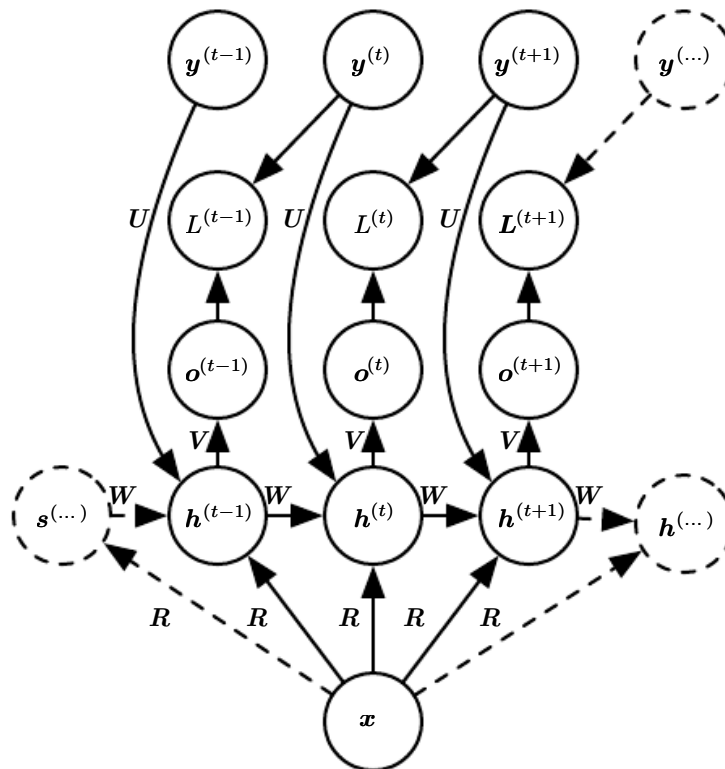 y^(t−1) y^(t) y^(t+1) y^(...)
U L^(t−1) U L^(t) U L^(t+1)
o^(t−1) o^(t) o^(t+1)
V V V
W W W W
s^(...) h^(t−1) h^(t) h^(t+1) h^(...)
R R R R R
x